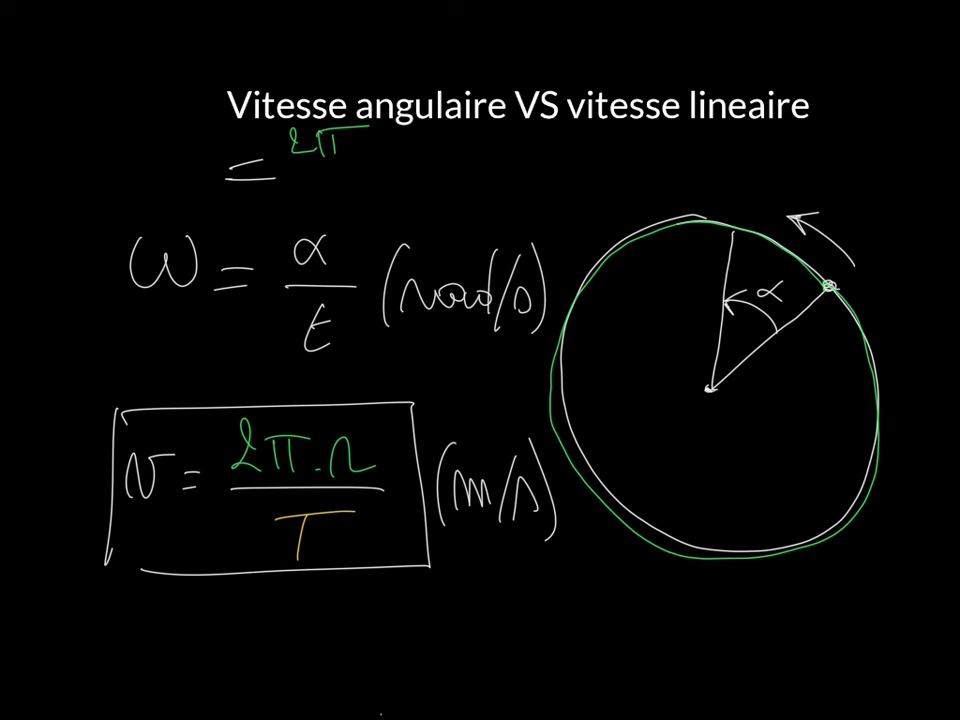 Vitesse angulaire VS vitesse lineaire
= 2π
ω = α / t (rad/s)
α
v = 2π.r / T (m/s)